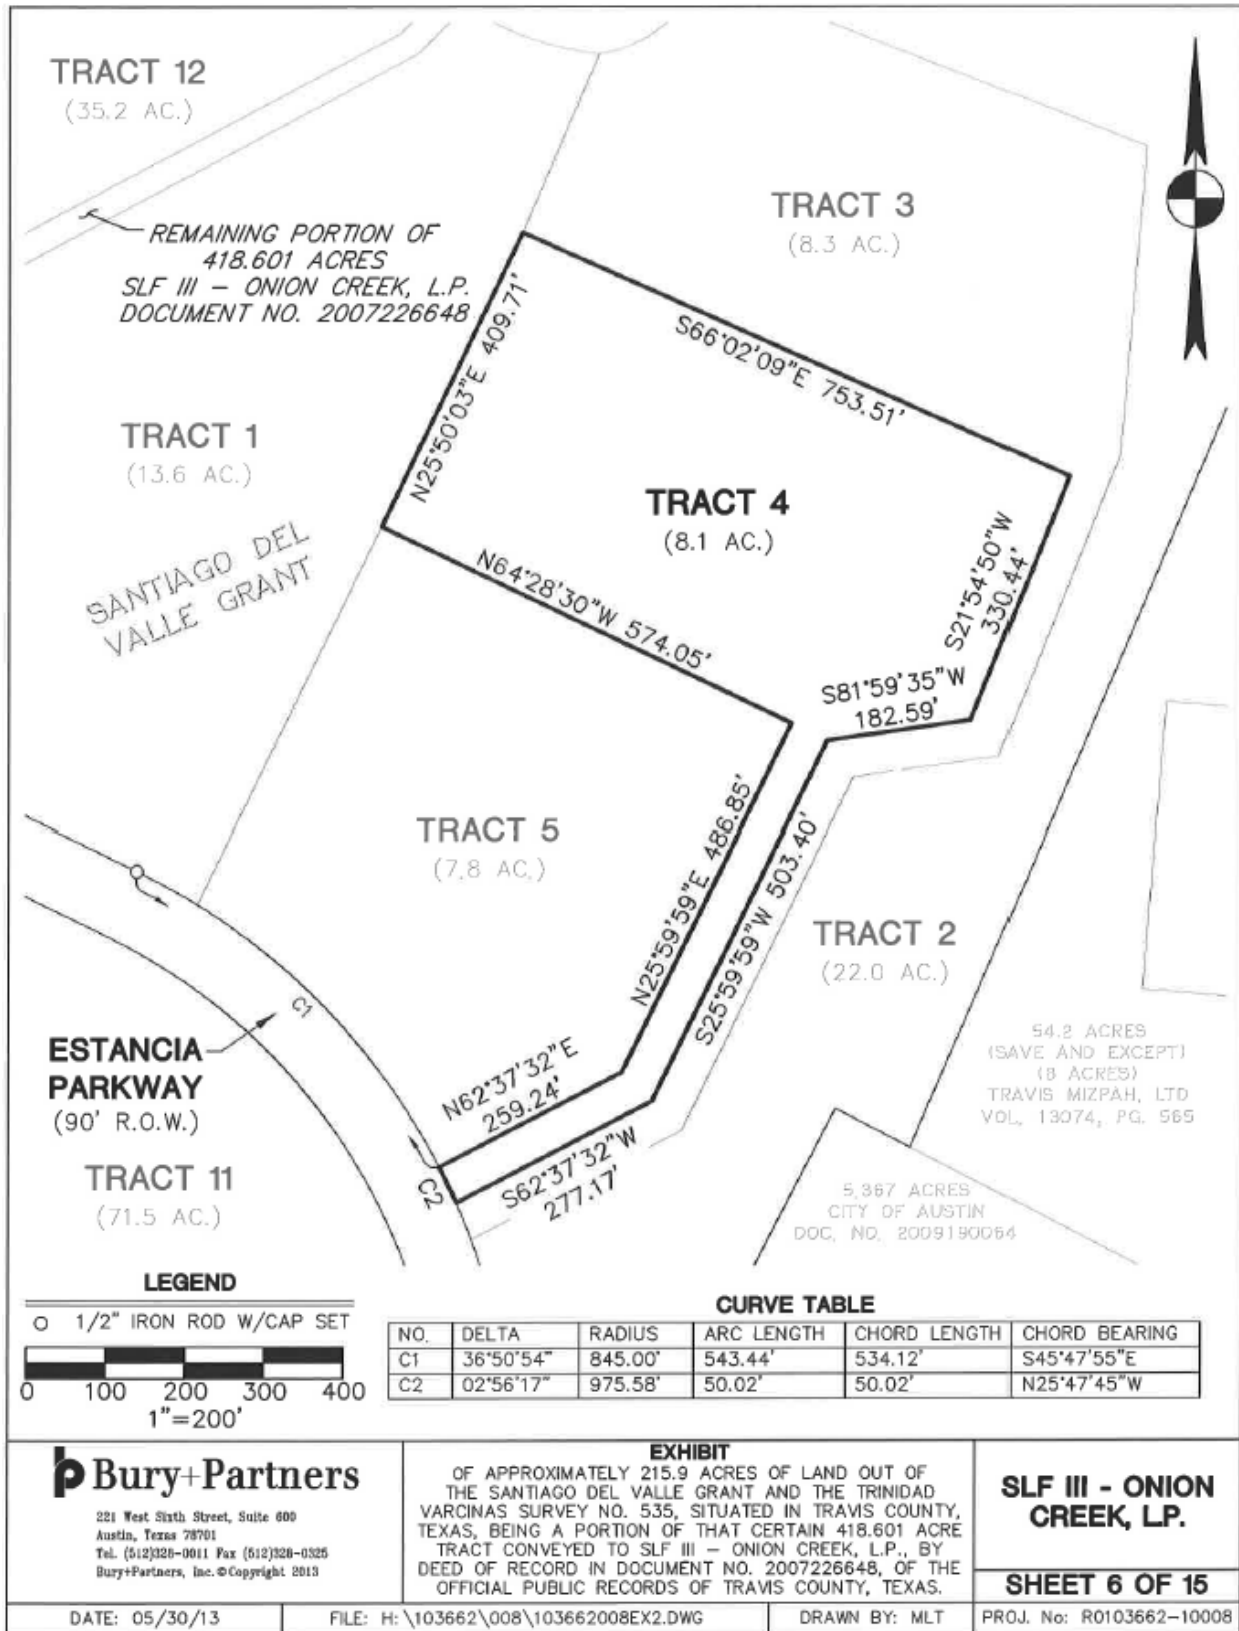 TRACT 12
(35.2 AC.)
REMAINING PORTION OF
418.601 ACRES
SLF III – ONION CREEK, L.P.
DOCUMENT NO. 2007226648
TRACT 3
(8.3 AC.)
N25°50'03"E 409.71'
S66°02'09"E 753.51'
TRACT 1
(13.6 AC.)
TRACT 4
(8.1 AC.)
SANTIAGO DEL
VALLE GRANT
N64°28'30"W 574.05'
S21°54'50"W
330.44'
S81°59'35"W
182.59'
TRACT 5
(7.8 AC.)
N25°59'59"E 486.85'
S25°59'59"W 503.40'
TRACT 2
(22.0 AC.)
C1
ESTANCIA
PARKWAY
(90' R.O.W.)
N62°37'32"E
259.24'
54.2 ACRES
(SAVE AND EXCEPT)
(8 ACRES)
TRAVIS MIZPAH, LTD
VOL. 13074, PG. 565
TRACT 11
(71.5 AC.)
C2
S62°37'32"W
277.17'
5.367 ACRES
CITY OF AUSTIN
DOC. NO. 2009190064
LEGEND
O 1/2" IRON ROD W/CAP SET
0 100 200 300 400
1"=200'
CURVE TABLE
NO. DELTA RADIUS ARC LENGTH CHORD LENGTH CHORD BEARING
C1 36°50'54" 845.00' 543.44' 534.12' S45°47'55"E
C2 02°56'17" 975.58' 50.02' 50.02' N25°47'45"W
Bury+Partners
221 West Sixth Street, Suite 600
Austin, Texas 78701
Tel. (512)328-0011 Fax (512)328-0325
Bury+Partners, Inc. ©Copyright 2013
EXHIBIT
OF APPROXIMATELY 215.9 ACRES OF LAND OUT OF
THE SANTIAGO DEL VALLE GRANT AND THE TRINIDAD
VARCINAS SURVEY NO. 535, SITUATED IN TRAVIS COUNTY,
TEXAS, BEING A PORTION OF THAT CERTAIN 418.601 ACRE
TRACT CONVEYED TO SLF III – ONION CREEK, L.P., BY
DEED OF RECORD IN DOCUMENT NO. 2007226648, OF THE
OFFICIAL PUBLIC RECORDS OF TRAVIS COUNTY, TEXAS.
SLF III - ONION
CREEK, L.P.
SHEET 6 OF 15
DATE: 05/30/13
FILE: H:\103662\008\103662008EX2.DWG
DRAWN BY: MLT
PROJ. No: R0103662-10008